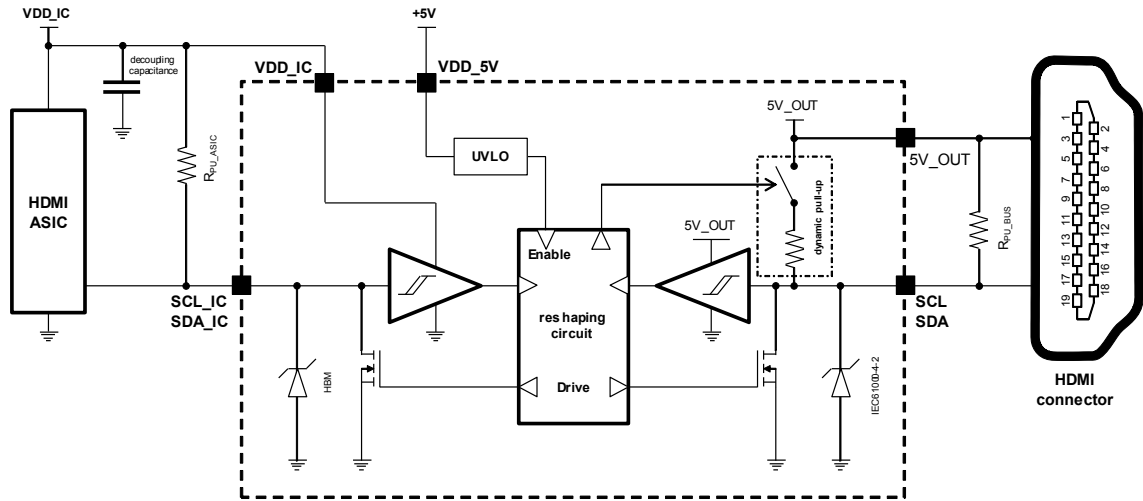 VDD_IC
+5V
decoupling
capacitance
VDD_IC
VDD_5V
5V_OUT
5V_OUT
UVLO
HDMI
ASIC
RPU_ASIC
dynamic pull-up
RPU_BUS
Enable
5V_OUT
SCL_IC
SDA_IC
res haping
circuit
SCL
SDA
HBM
Drive
IEC61000-4-2
1
2
3
4
5
6
7
8
9
10
11
12
13
14
15
16
17
18
19
HDMI
connector